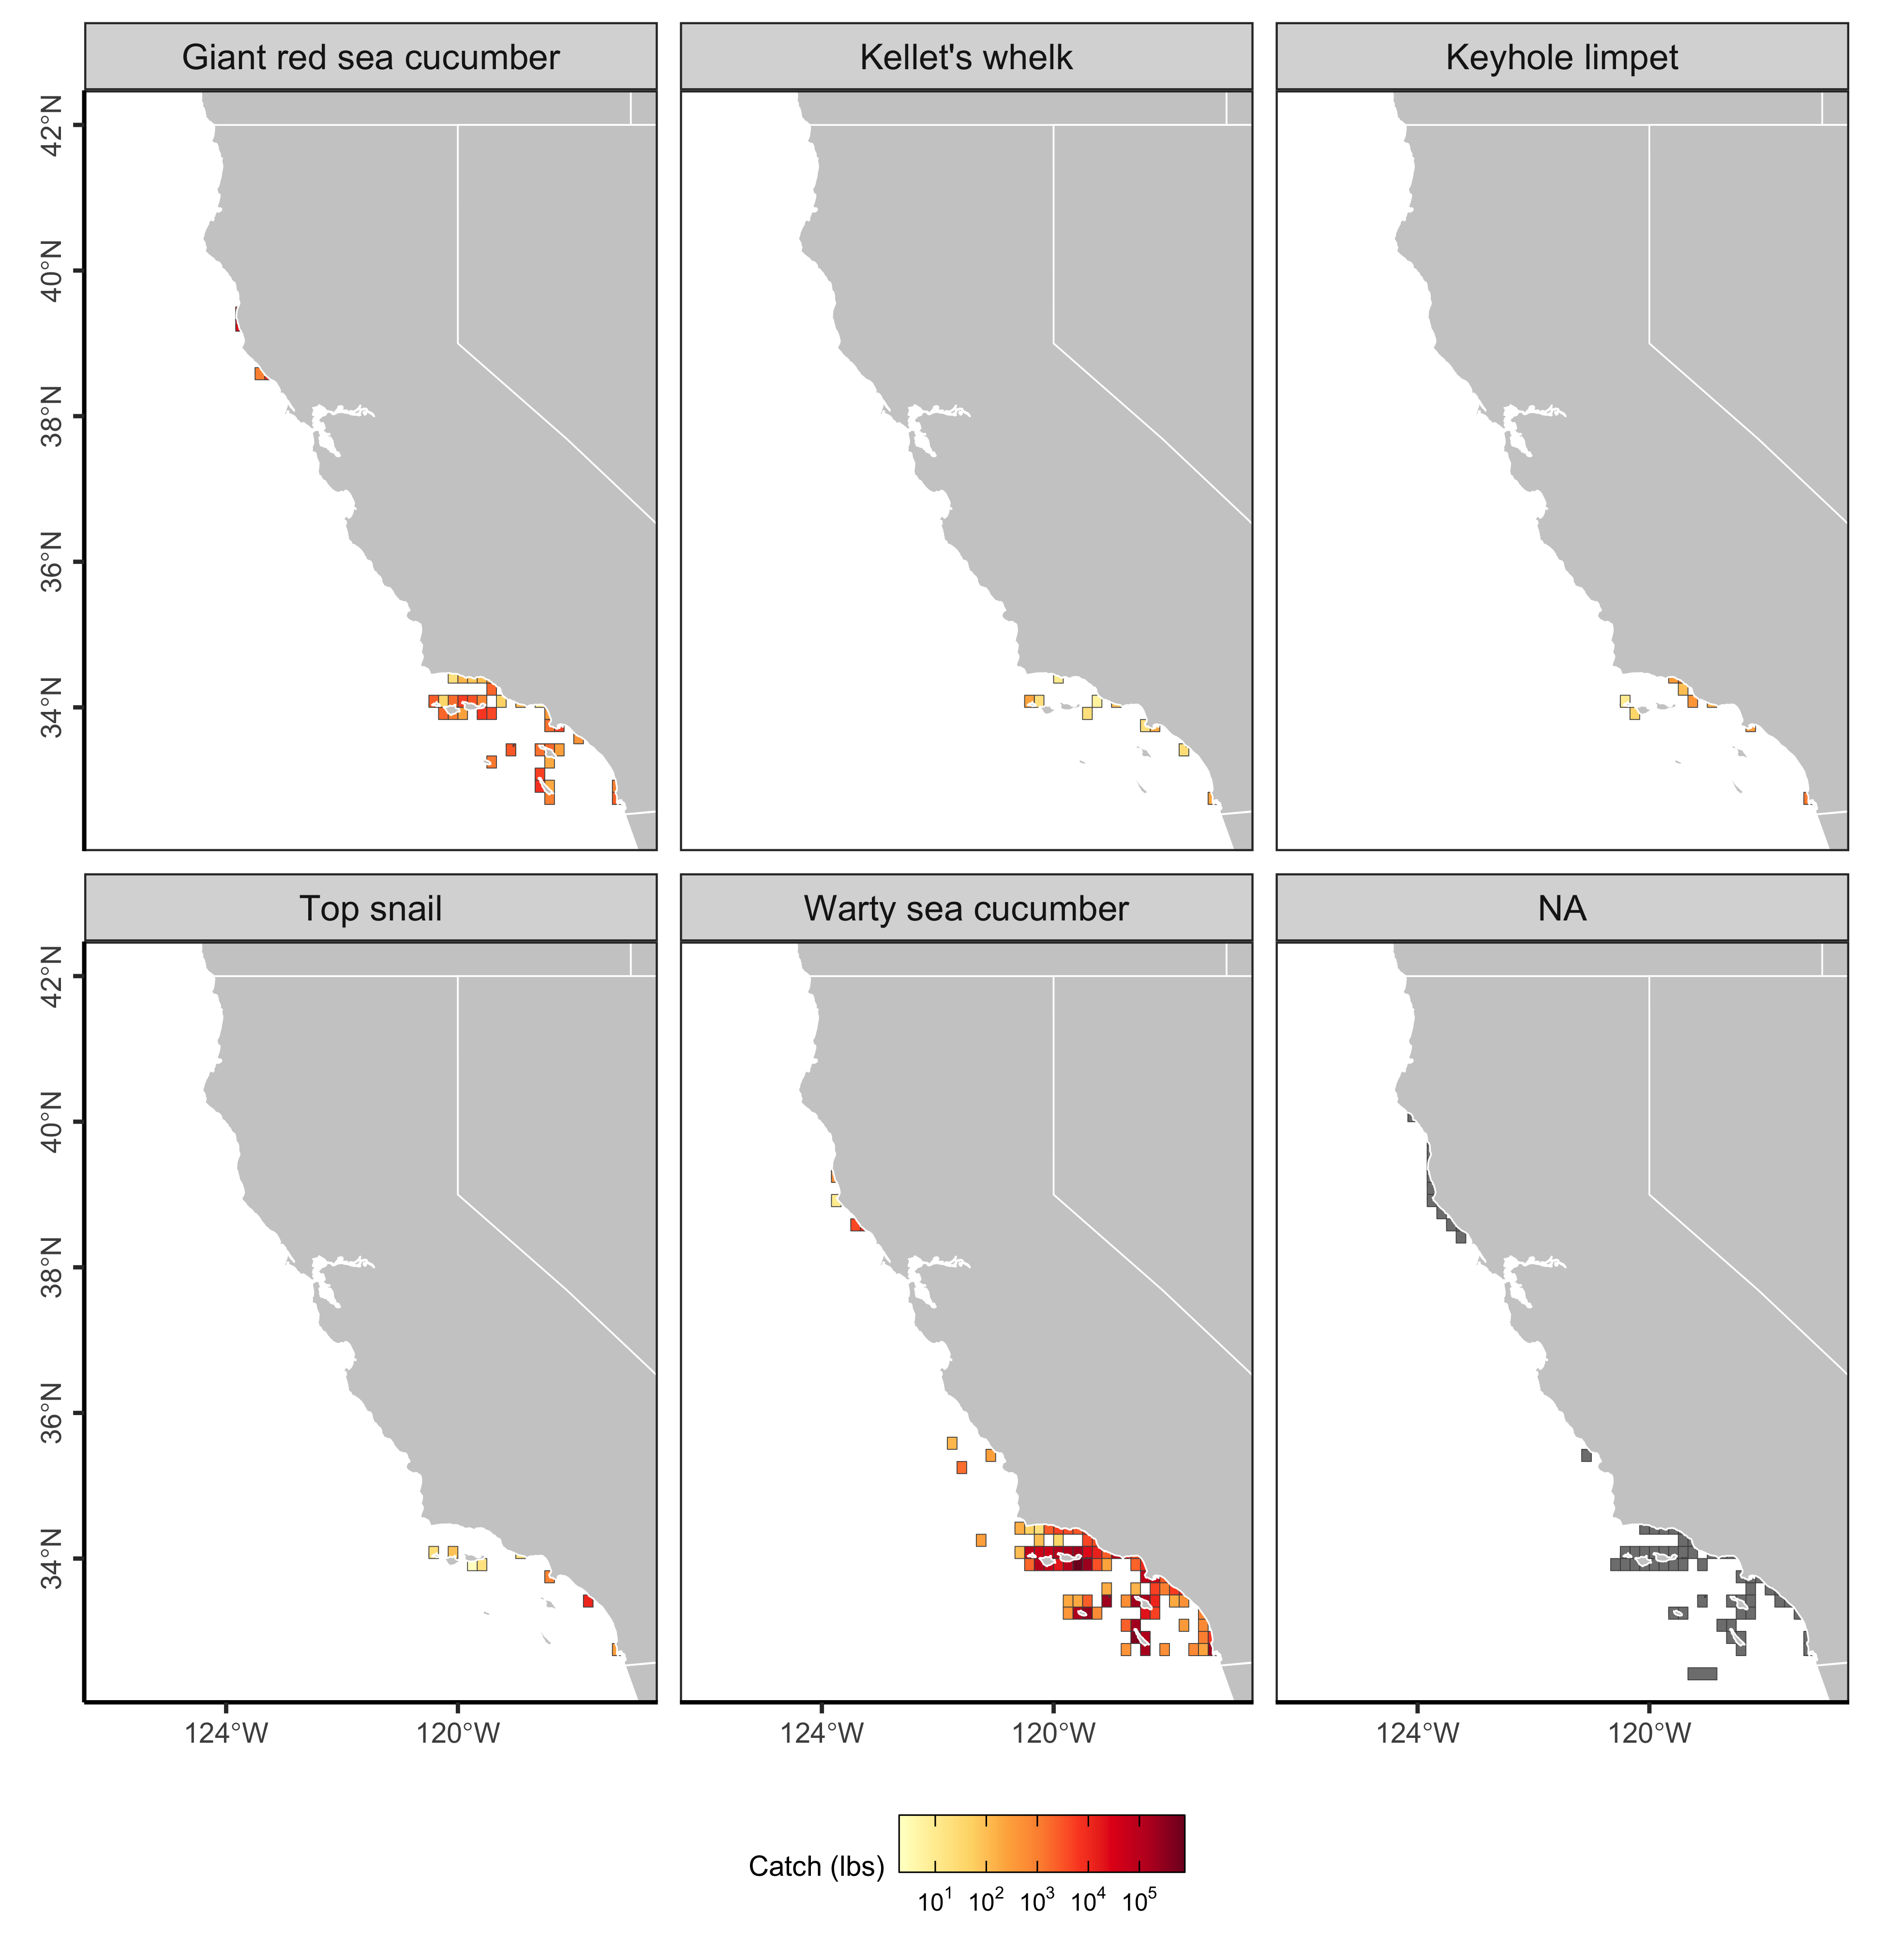 Giant red sea cucumber
Kellet's whelk
Keyhole limpet
42°N
40°N
38°N
36°N
34°N
Top snail
Warty sea cucumber
NA
42°N
40°N
38°N
36°N
34°N
124°W 120°W
124°W 120°W
124°W 120°W
Catch (lbs)
10¹ 10² 10³ 10⁴ 10⁵